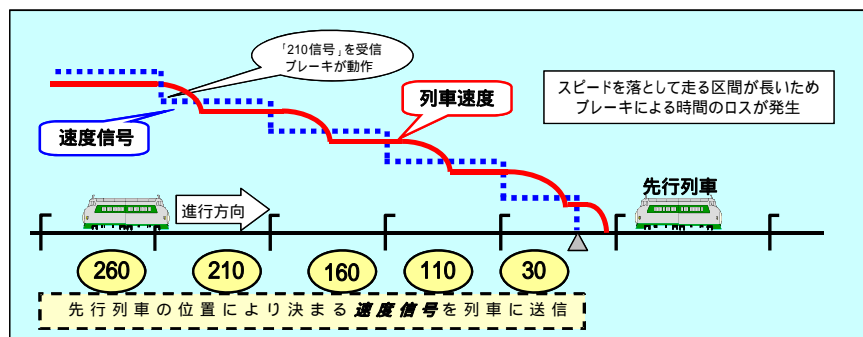 「210信号」を受信
ブレーキが動作
スピードを落として走る区間が長いため
ブレーキによる時間のロスが発生
列車速度
速度信号
先行列車
進行方向
260
210
160
110
30
先行列車の位置により決まる速度信号を列車に送信